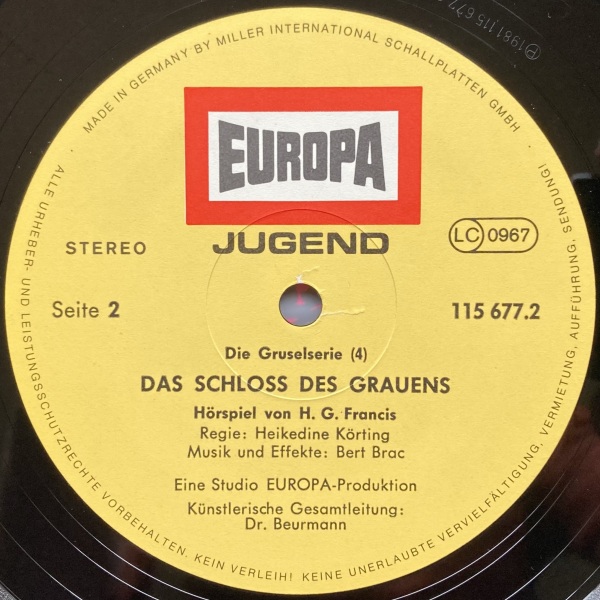 MADE IN GERMANY BY MILLER INTERNATIONAL SCHALLPLATTEN GMBH
EUROPA
JUGEND
STEREO
LC 0967
Seite 2
115 677.2
Die Gruselserie (4)
DAS SCHLOSS DES GRAUENS
Hörspiel von H. G. Francis
Regie: Heikedine Körting
Musik und Effekte: Bert Brac
Eine Studio EUROPA-Produktion
Künstlerische Gesamtleitung:
Dr. Beurmann
ALLE URHEBER- UND LEISTUNGSSCHUTZRECHTE VORBEHALTEN. KEIN VERLEIH! KEINE UNERLAUBTE VERVIELFÄLTIGUNG, VERMIETUNG, AUFFÜHRUNG, SENDUNG!
℗1981 115 677